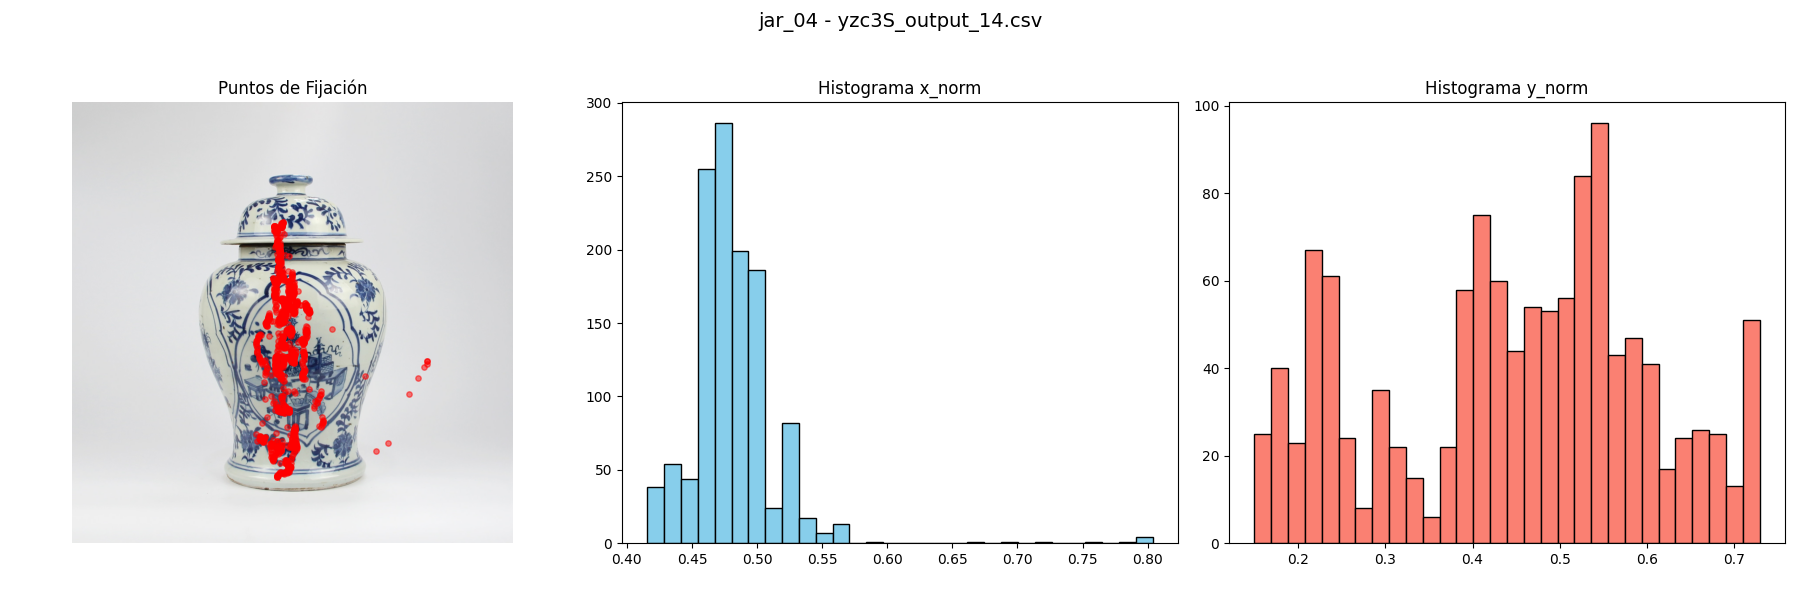 jar_04 - yzc3S_output_14.csv
Puntos de Fijación
Histograma x_norm
300
250
200
150
100
50
0
0.40 0.45 0.50 0.55 0.60 0.65 0.70 0.75 0.80
Histograma y_norm
100
80
60
40
20
0
0.2 0.3 0.4 0.5 0.6 0.7